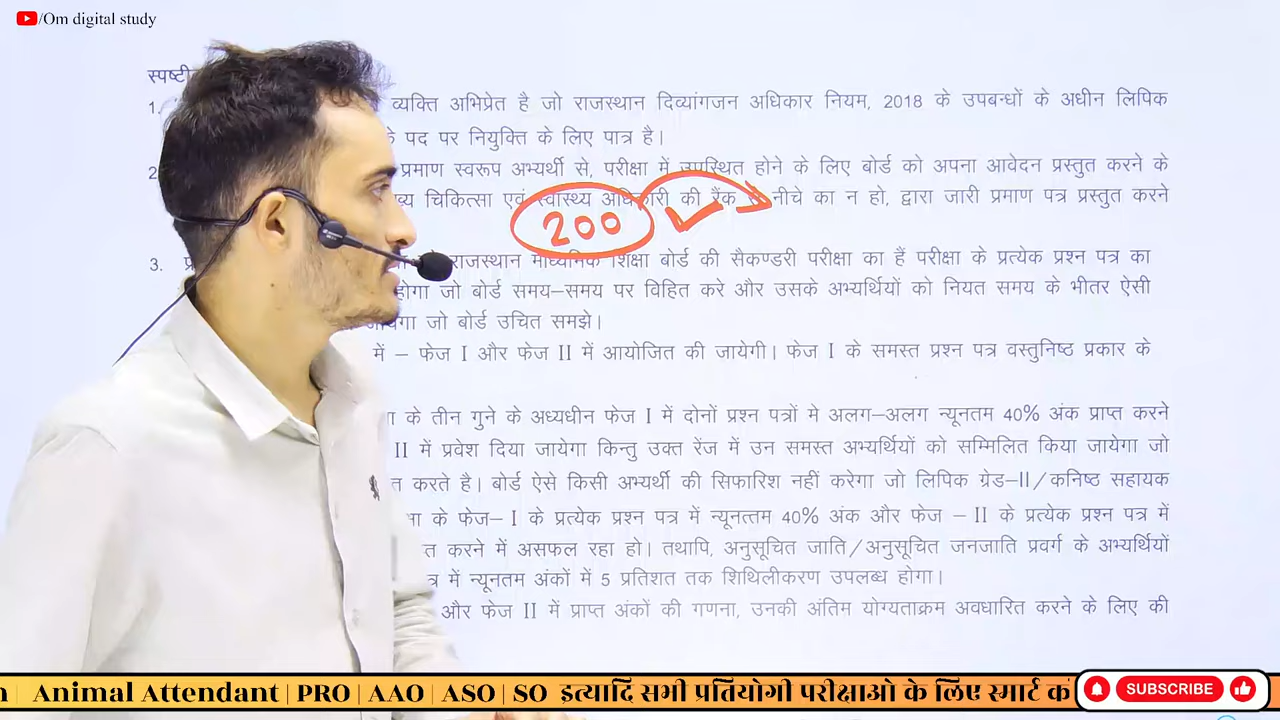 /Om digital study
स्पष्टी
1. व्यक्ति अभिप्रेत है जो राजस्थान दिव्यांगजन अधिकार नियम, 2018 के उपबन्धों के अधीन लिपिक
के पद पर नियुक्ति के लिए पात्र है।
2 प्रमाण स्वरूप अभ्यर्थी से, परीक्षा में उपस्थित होने के लिए बोर्ड को अपना आवेदन प्रस्तुत करने के
चिकित्सा एवं स्वास्थ्य अधिकारी की रैंक से नीचे का न हो, द्वारा जारी प्रमाण पत्र प्रस्तुत करने
200
3. राजस्थान माध्यमिक शिक्षा बोर्ड की सैकण्डरी परीक्षा का हैं परीक्षा के प्रत्येक प्रश्न पत्र का
होगा जो बोर्ड समय–समय पर विहित करे और उसके अभ्यर्थियों को नियत समय के भीतर ऐसी
जो बोर्ड उचित समझे।
में – फेज I और फेज II में आयोजित की जायेगी। फेज I के समस्त प्रश्न पत्र वस्तुनिष्ठ प्रकार के
के तीन गुने के अध्यधीन फेज I में दोनों प्रश्न पत्रों मे अलग–अलग न्यूनतम 40% अंक प्राप्त करने
II में प्रवेश दिया जायेगा किन्तु उक्त रेंज में उन समस्त अभ्यर्थियों को सम्मिलित किया जायेगा जो
त करते है। बोर्ड ऐसे किसी अभ्यर्थी की सिफारिश नहीं करेगा जो लिपिक ग्रेड–II/कनिष्ठ सहायक
के फेज– I के प्रत्येक प्रश्न पत्र में न्यूनत्तम 40% अंक और फेज – II के प्रत्येक प्रश्न पत्र में
त करने में असफल रहा हो। तथापि, अनुसूचित जाति/अनुसूचित जनजाति प्रवर्ग के अभ्यर्थियों
में न्यूनतम अंकों में 5 प्रतिशत तक शिथिलीकरण उपलब्ध होगा।
और फेज II में प्राप्त अंकों की गणना, उनकी अंतिम योग्यताक्रम अवधारित करने के लिए की
Animal Attendant | PRO | AAO | ASO | SO इत्यादि सभी प्रतियोगी परीक्षाओ के लिए स्मार्ट
SUBSCRIBE